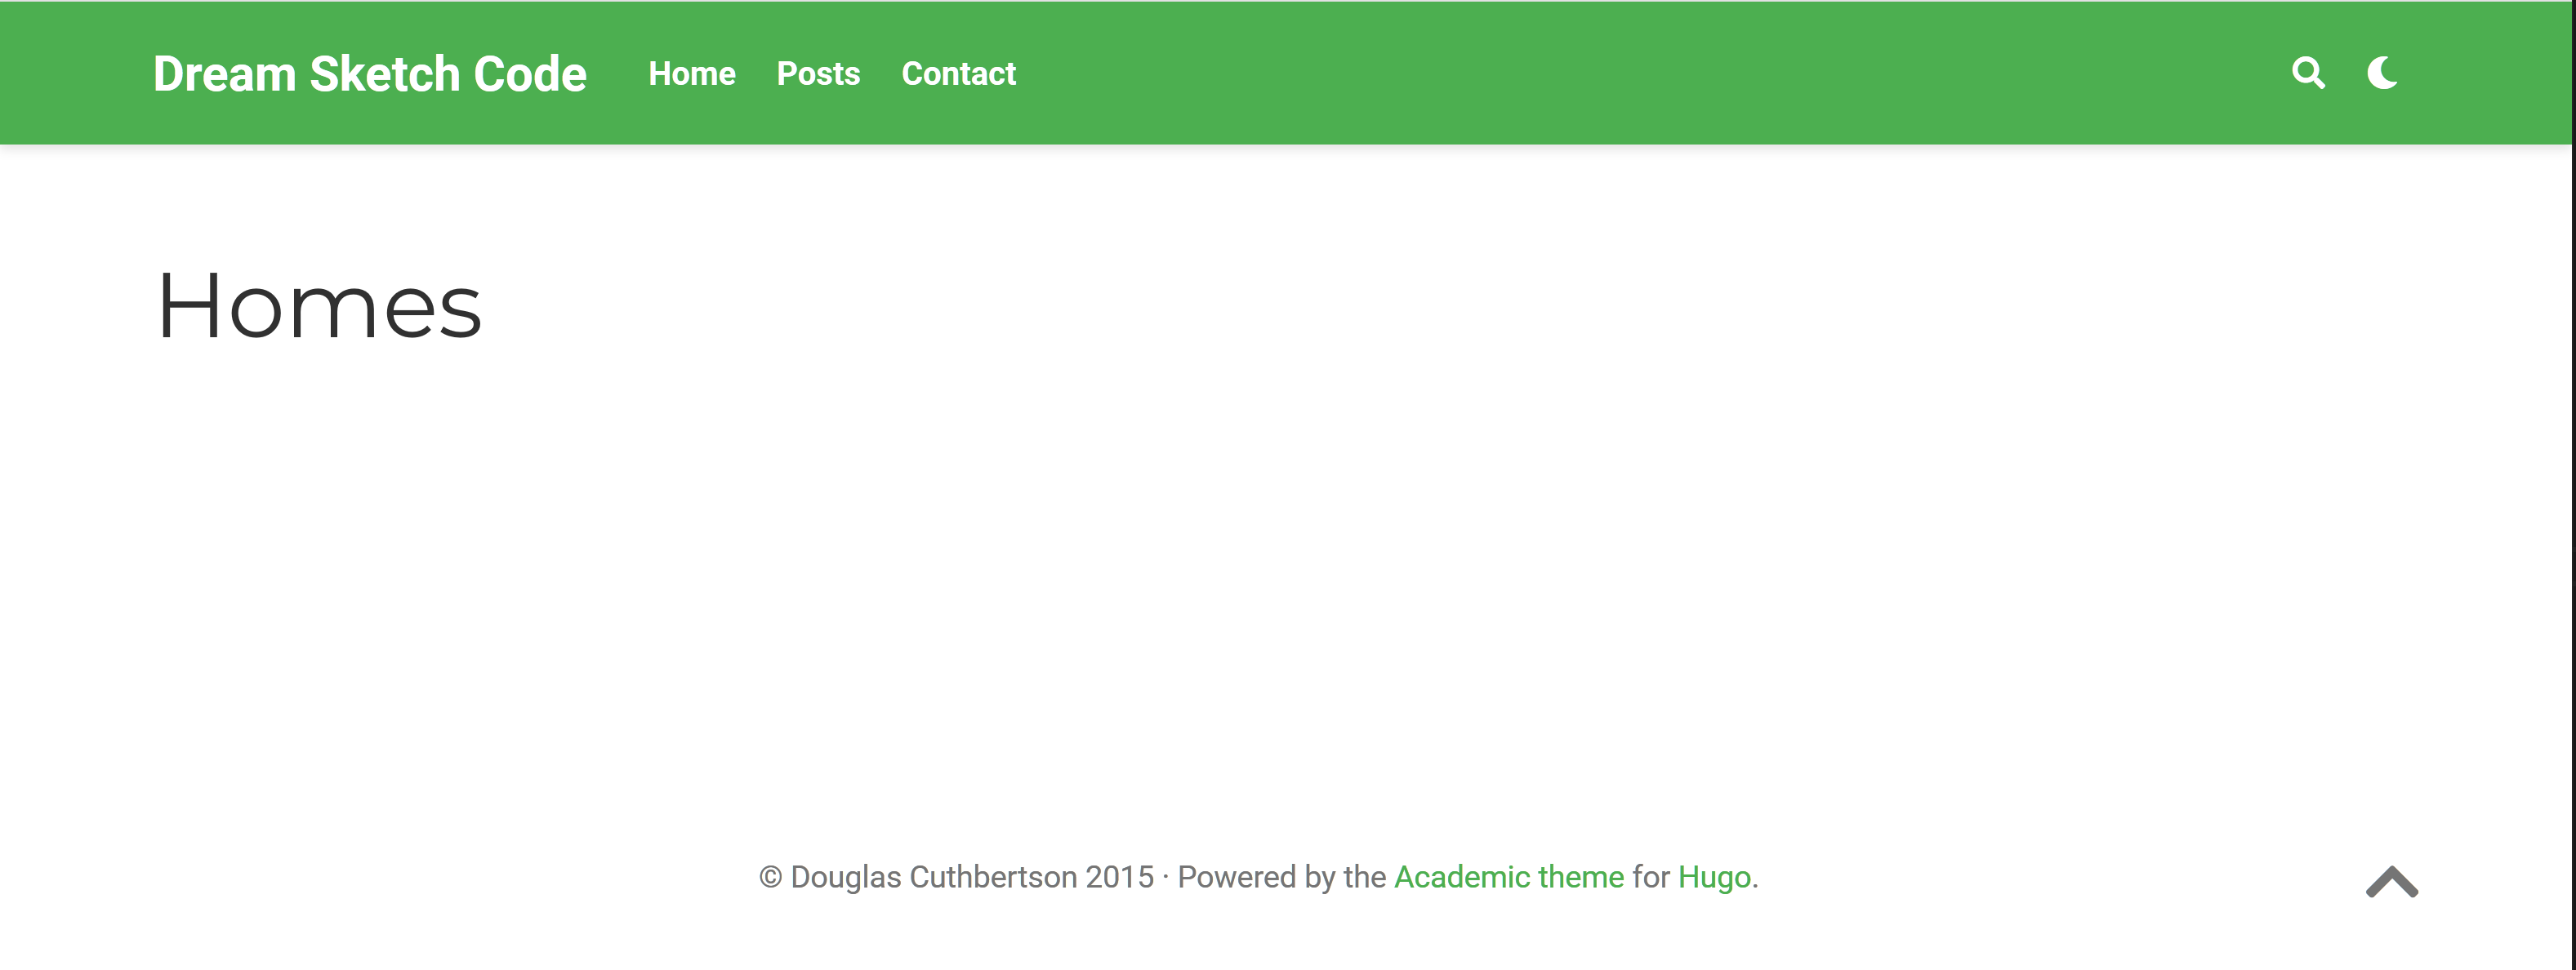 Dream Sketch Code Home Posts Contact
Homes
© Douglas Cuthbertson 2015 · Powered by the Academic theme for Hugo.